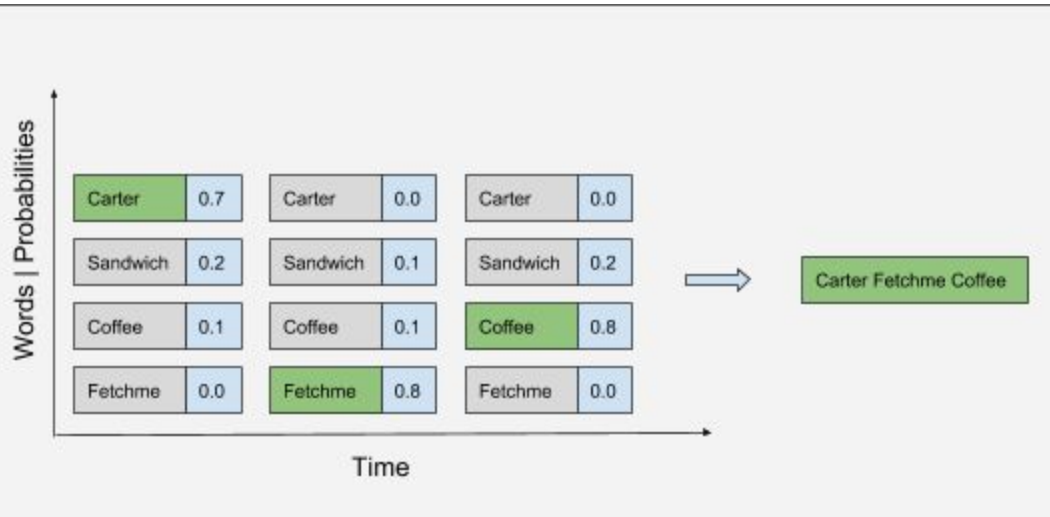 Words | Probabilities
Carter 0.7 Carter 0.0 Carter 0.0
Sandwich 0.2 Sandwich 0.1 Sandwich 0.2
Coffee 0.1 Coffee 0.1 Coffee 0.8
Fetchme 0.0 Fetchme 0.8 Fetchme 0.0
Carter Fetchme Coffee
Time